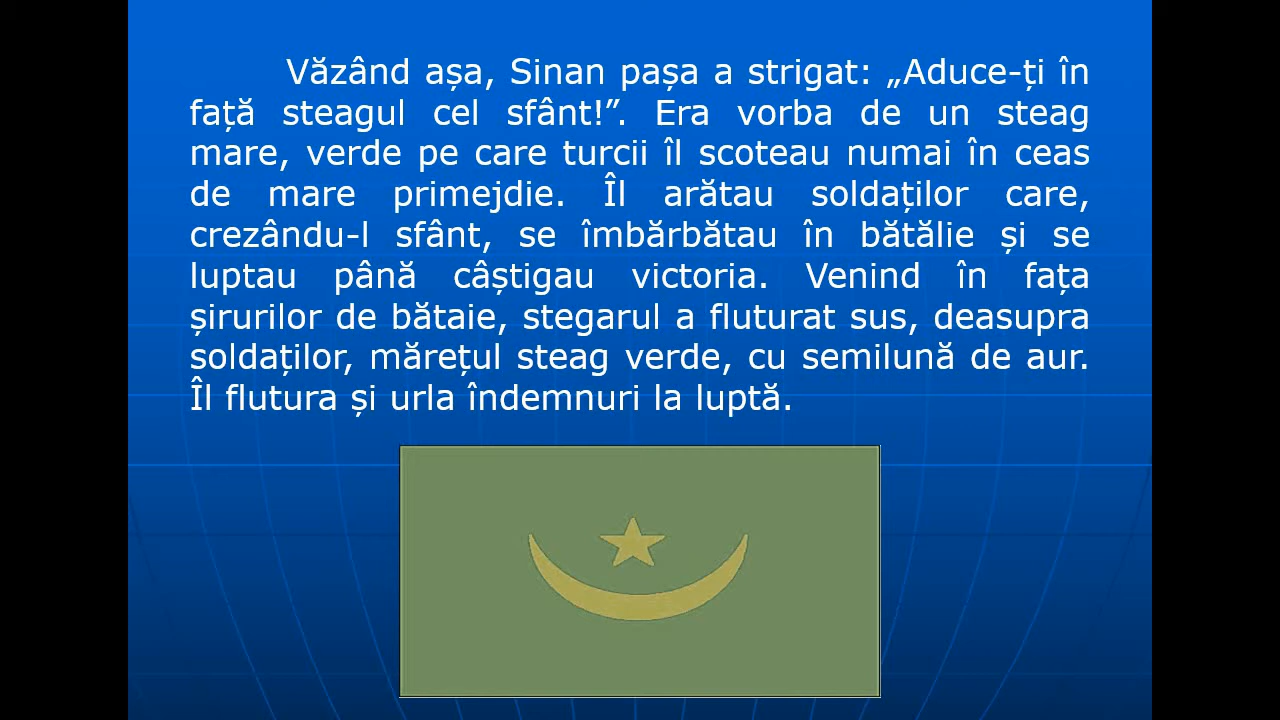 Văzând așa, Sinan pașa a strigat: „Aduce-ți în
față steagul cel sfânt!”. Era vorba de un steag
mare, verde pe care turcii îl scoteau numai în ceas
de mare primejdie. Îl arătau soldaților care,
crezându-l sfânt, se îmbărbătau în bătălie și se
luptau până câștigau victoria. Venind în fața
șirurilor de bătaie, stegarul a fluturat sus, deasupra
soldaților, mărețul steag verde, cu semilună de aur.
Îl flutura și urla îndemnuri la luptă.